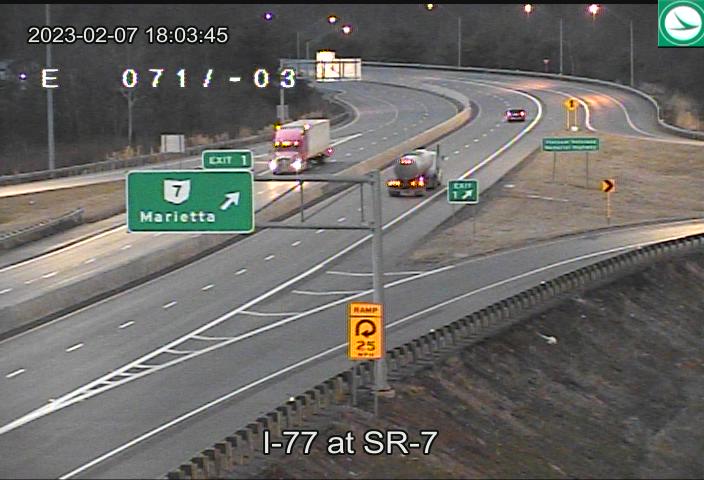 2023-02-07 18:03:45
E 071/-03
EXIT 1
7
Marietta
EXIT
1
RAMP
25
MPH
I-77 at SR-7